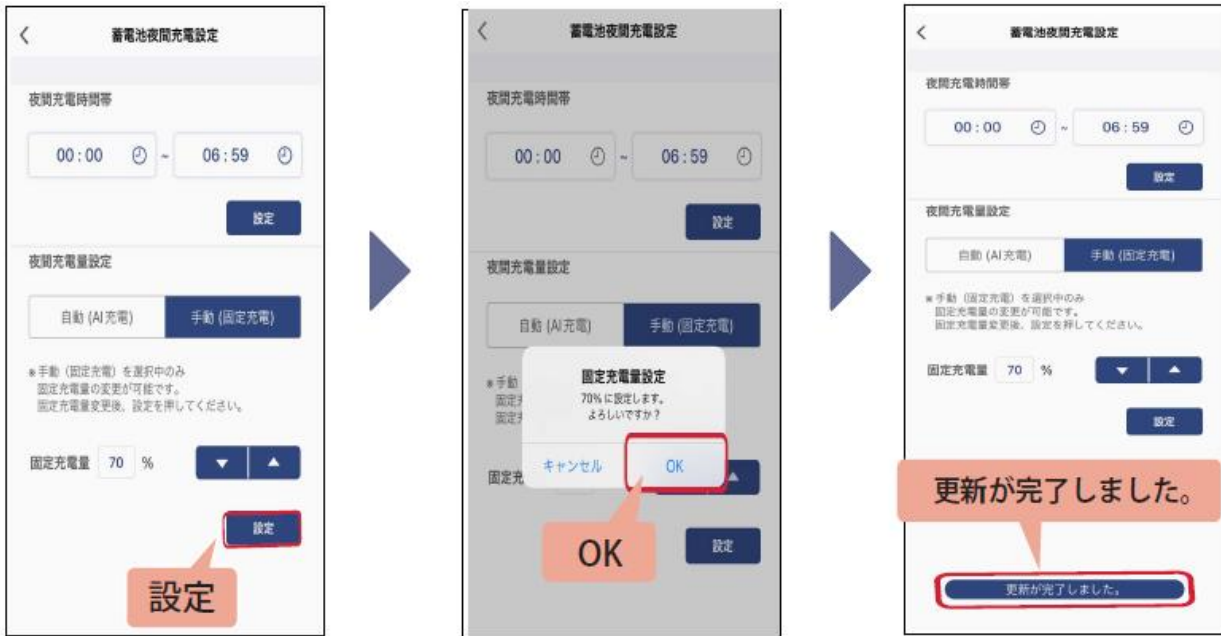 蓄電池夜間充電設定
夜間充電時間帯
00:00 ~ 06:59
設定
夜間充電量設定
自動 (AI充電) 手動 (固定充電)
※手動（固定充電）を選択中のみ
固定充電量の変更が可能です。
固定充電量変更後、設定を押してください。
固定充電量 70 %
設定
設定
蓄電池夜間充電設定
夜間充電時間帯
00:00 ~ 06:59
設定
夜間充電量設定
自動 (AI充電) 手動 (固定充電)
※手動
固定充
固定充
固定充電量設定
70%に設定します。
よろしいですか？
キャンセル OK
固定充
設定
OK
蓄電池夜間充電設定
夜間充電時間帯
00:00 ~ 06:59
設定
夜間充電量設定
自動 (AI充電) 手動 (固定充電)
※手動（固定充電）を選択中のみ
固定充電量の変更が可能です。
固定充電量変更後、設定を押してください。
固定充電量 70 %
設定
更新が完了しました。
更新が完了しました。